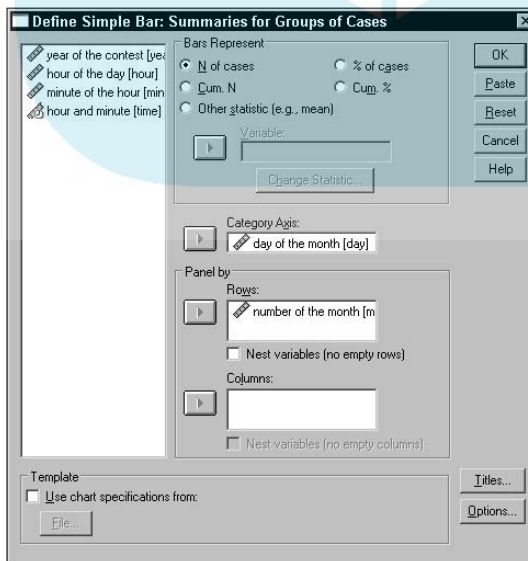 Define Simple Bar: Summaries for Groups of Cases
year of the contest [yea
hour of the day [hour]
minute of the hour [min
hour and minute [time]
Bars Represent
N of cases
% of cases
Cum. N
Cum. %
Other statistic (e.g., mean)
Variable:
Change Statistic...
OK
Paste
Reset
Cancel
Help
Category Axis:
day of the month [day]
Panel by
Rows:
number of the month [m
Nest variables (no empty rows)
Columns:
Nest variables (no empty columns)
Template
Use chart specifications from:
File...
Titles...
Options...